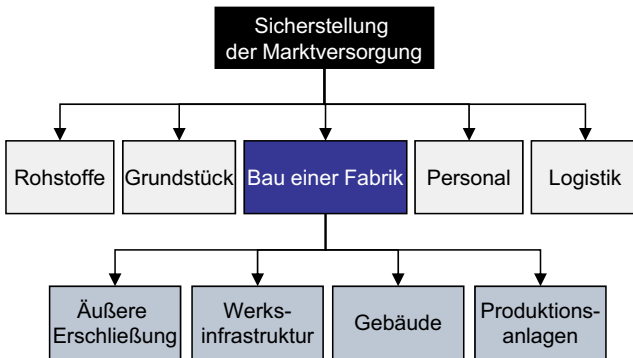 Sicherstellung
der Marktversorgung
Rohstoffe
Grundstück
Bau einer Fabrik
Personal
Logistik
Äußere
Erschließung
Werks-
infrastruktur
Gebäude
Produktions-
anlagen